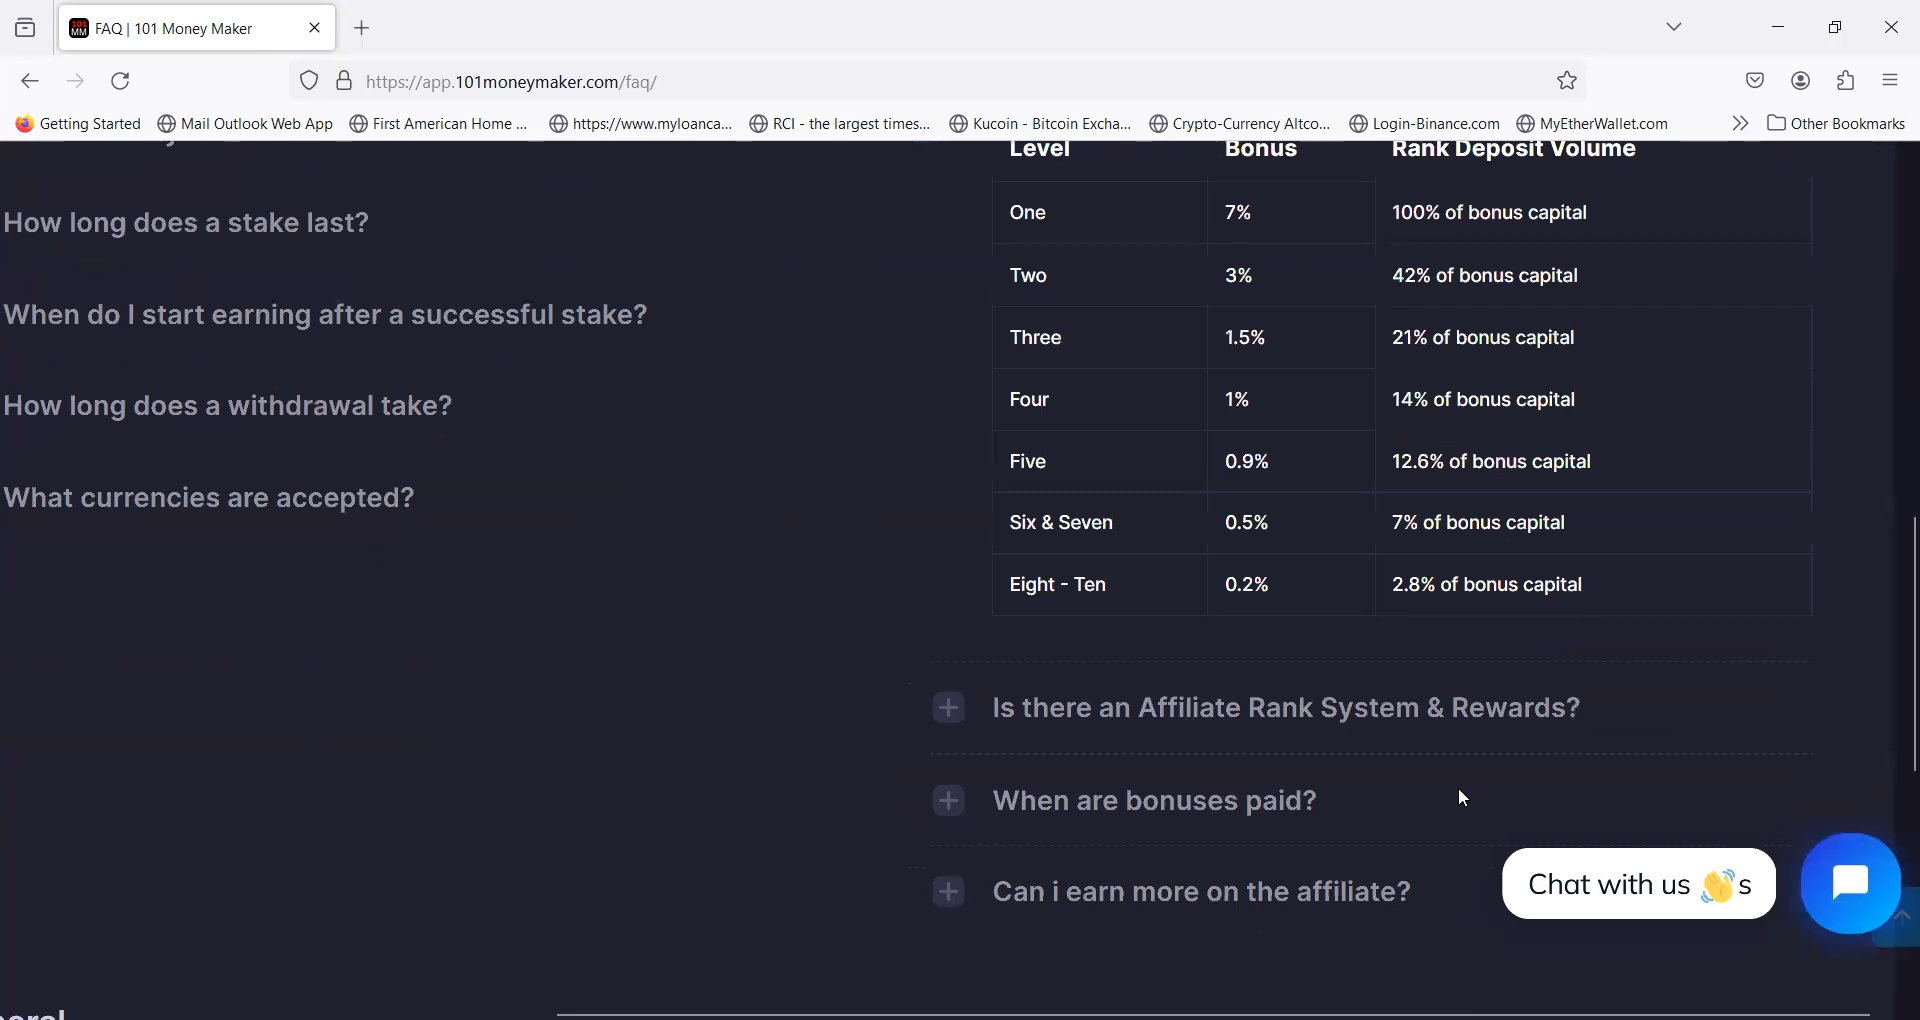 101 MM FAQ | 101 Money Maker
https://app.101moneymaker.com/faq/
Getting Started Mail Outlook Web App First American Home ... https://www.myloanca... RCI - the largest times... Kucoin - Bitcoin Excha... Crypto-Currency Altco... Login-Binance.com MyEtherWallet.com Other Bookmarks
Level Bonus Rank Deposit Volume
How long does a stake last?
When do I start earning after a successful stake?
How long does a withdrawal take?
What currencies are accepted?
One 7% 100% of bonus capital
Two 3% 42% of bonus capital
Three 1.5% 21% of bonus capital
Four 1% 14% of bonus capital
Five 0.9% 12.6% of bonus capital
Six & Seven 0.5% 7% of bonus capital
Eight - Ten 0.2% 2.8% of bonus capital
Is there an Affiliate Rank System & Rewards?
When are bonuses paid?
Can i earn more on the affiliate?
Chat with us 👋s